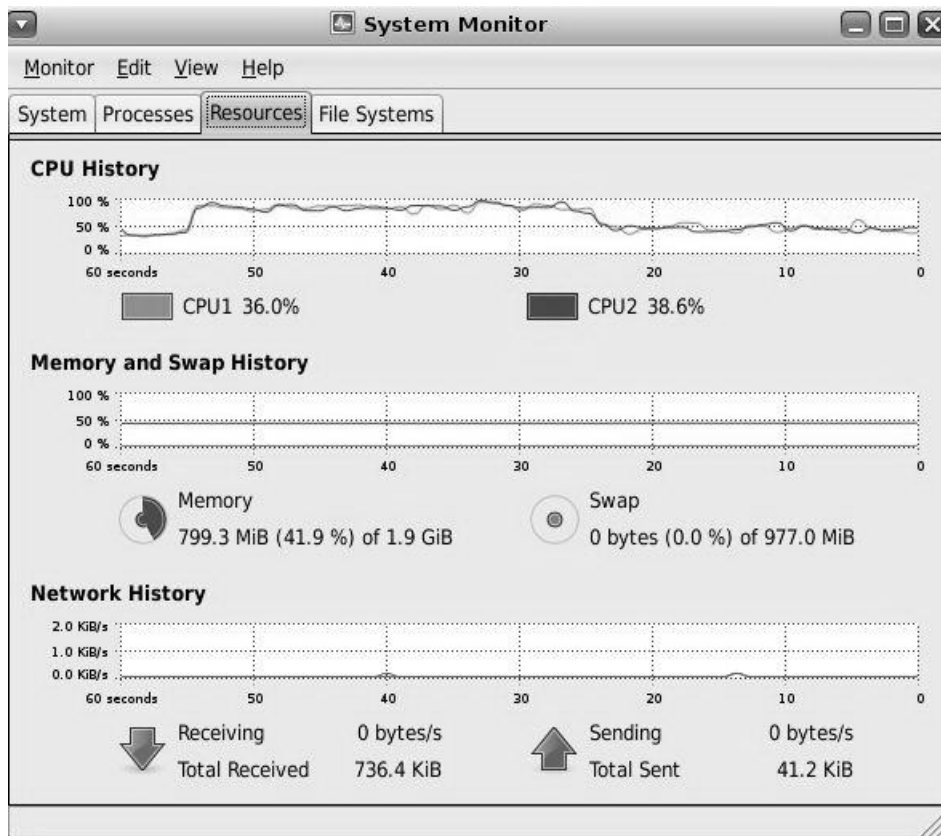 System Monitor
Monitor Edit View Help
System Processes Resources File Systems
CPU History
100 %
50 %
0 %
60 seconds 50 40 30 20 10 0
CPU1 36.0% CPU2 38.6%
Memory and Swap History
100 %
50 %
0 %
60 seconds 50 40 30 20 10 0
Memory Swap
799.3 MiB (41.9 %) of 1.9 GiB 0 bytes (0.0 %) of 977.0 MiB
Network History
2.0 KiB/s
1.0 KiB/s
0.0 KiB/s
60 seconds 50 40 30 20 10 0
Receiving 0 bytes/s Sending 0 bytes/s
Total Received 736.4 KiB Total Sent 41.2 KiB